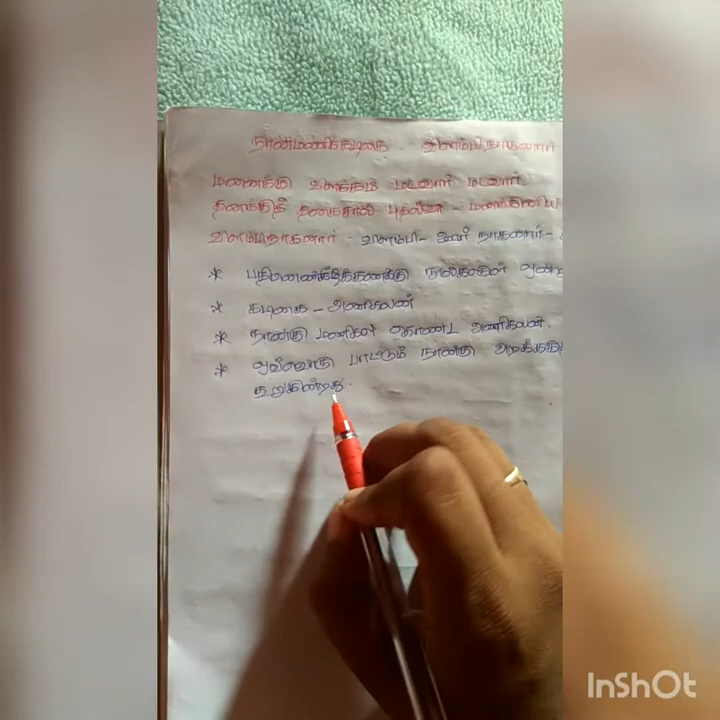 நான்மணிக்கடிகை - விளம்பிநாகனார்
மனைக்கு விளக்கம் மடவார் மடவார்
தனக்குத் தகைசால் புதல்வர் - மனக்கினிய
விளம்பிநாகனார் - விளம்பி - ஊர் நாகனார் -
* பதினெண்கீழ்க்கணக்கு நூல்களுள் ஒன்று
* கடிகை - அணிகலன்
* நான்கு மணிகள் கொண்ட அணிகலன்.
* ஒவ்வொரு பாட்டும் நான்கு
கூறுகின்றது.
InShOt